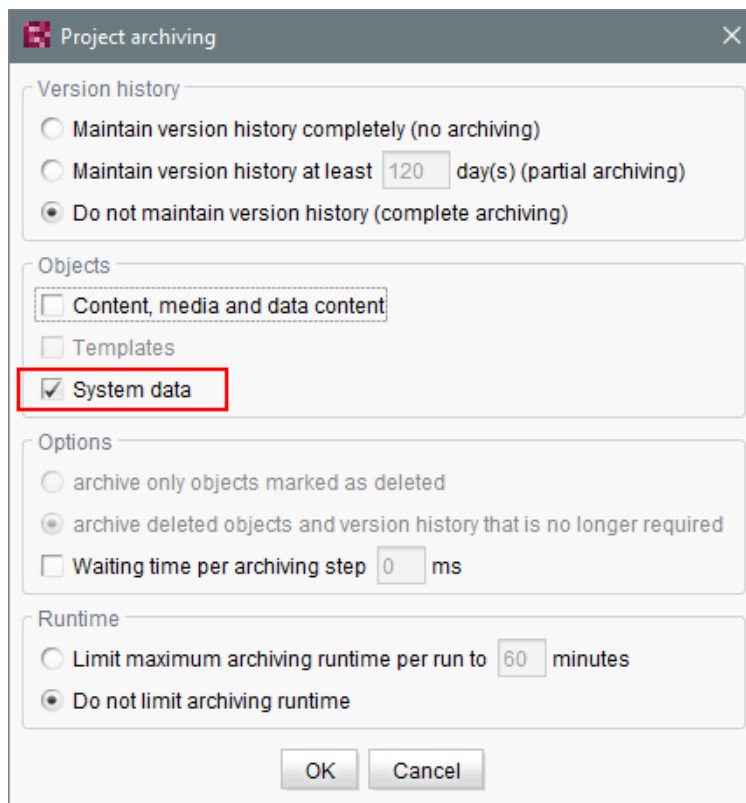 Project archiving
Version history
Maintain version history completely (no archiving)
Maintain version history at least 120 day(s) (partial archiving)
Do not maintain version history (complete archiving)
Objects
Content, media and data content
Templates
System data
Options
archive only objects marked as deleted
archive deleted objects and version history that is no longer required
Waiting time per archiving step 0 ms
Runtime
Limit maximum archiving runtime per run to 60 minutes
Do not limit archiving runtime
OK Cancel